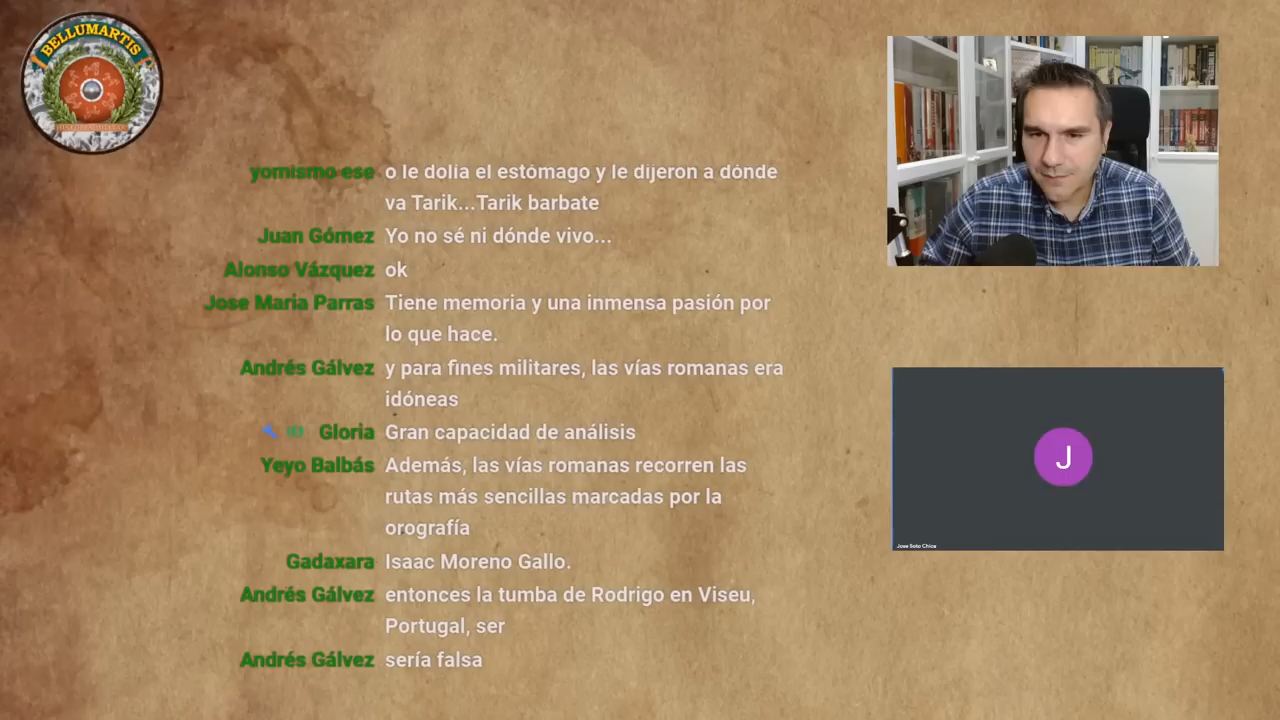 BELLUMARTIS
yomismo ese o le dolía el estómago y le dijeron a dónde
va Tarik...Tarik barbate
Juan Gómez Yo no sé ni dónde vivo...
Alonso Vázquez ok
Jose Maria Parras Tiene memoria y una inmensa pasión por
lo que hace.
Andrés Gálvez y para fines militares, las vías romanas era
idóneas
Gloria Gran capacidad de análisis
Yeyo Balbás Además, las vías romanas recorren las
rutas más sencillas marcadas por la
orografía
Gadaxara Isaac Moreno Gallo.
Andrés Gálvez entonces la tumba de Rodrigo en Viseu,
Portugal, ser
Andrés Gálvez sería falsa
J
Jose Soto Chica